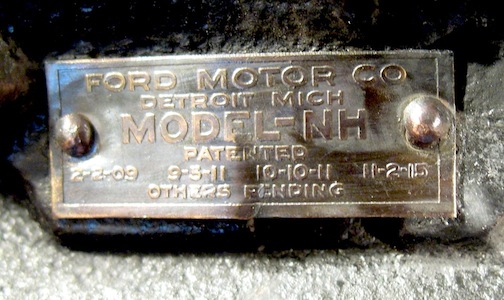 FORD MOTOR CO
DETROIT MICH
MODEL-NH
PATENTED
2-2-09 9-5-11 10-10-11 11-2-15
OTHERS PENDING